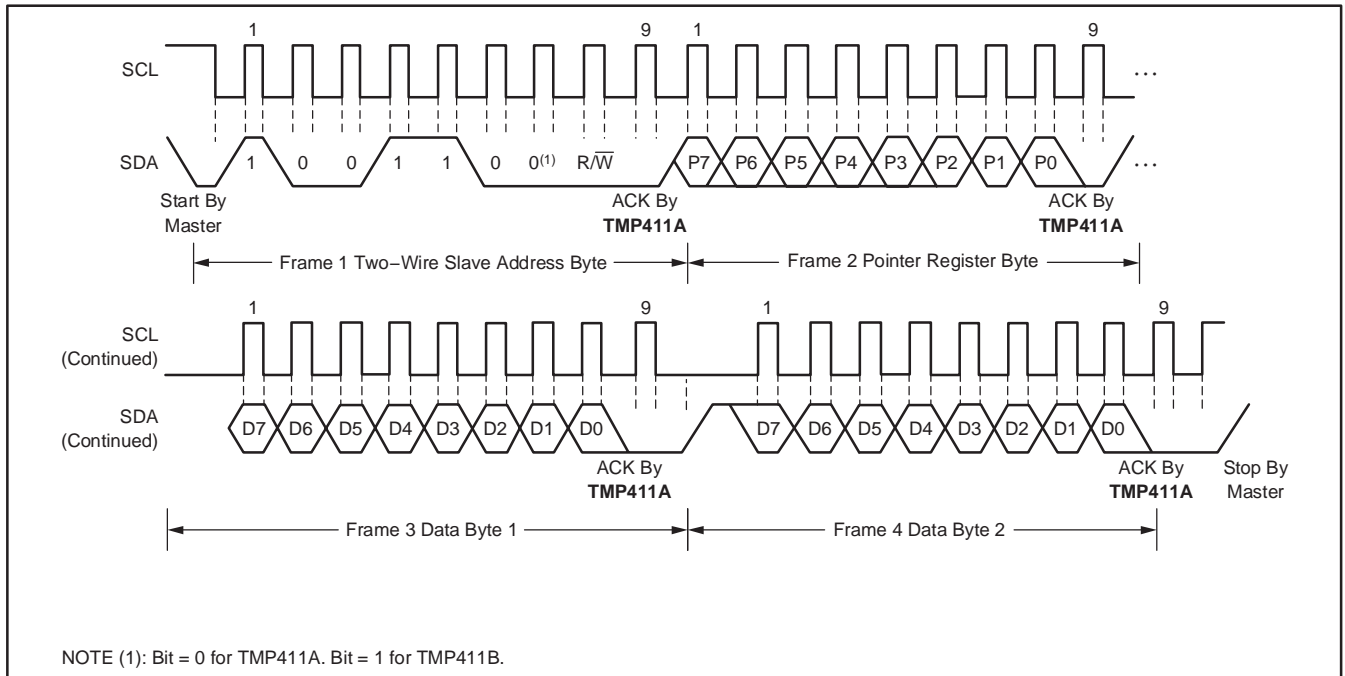 1 9 1 9
SCL ...
SDA 1 0 0 1 1 0 0(1) R/W̅ P7 P6 P5 P4 P3 P2 P1 P0 ...
Start By Master
ACK By TMP411A
ACK By TMP411A
Frame 1 Two−Wire Slave Address Byte
Frame 2 Pointer Register Byte
1 9 1 9
SCL (Continued)
SDA (Continued) D7 D6 D5 D4 D3 D2 D1 D0 D7 D6 D5 D4 D3 D2 D1 D0
ACK By TMP411A
ACK By TMP411A
Stop By Master
Frame 3 Data Byte 1
Frame 4 Data Byte 2
NOTE (1): Bit = 0 for TMP411A. Bit = 1 for TMP411B.